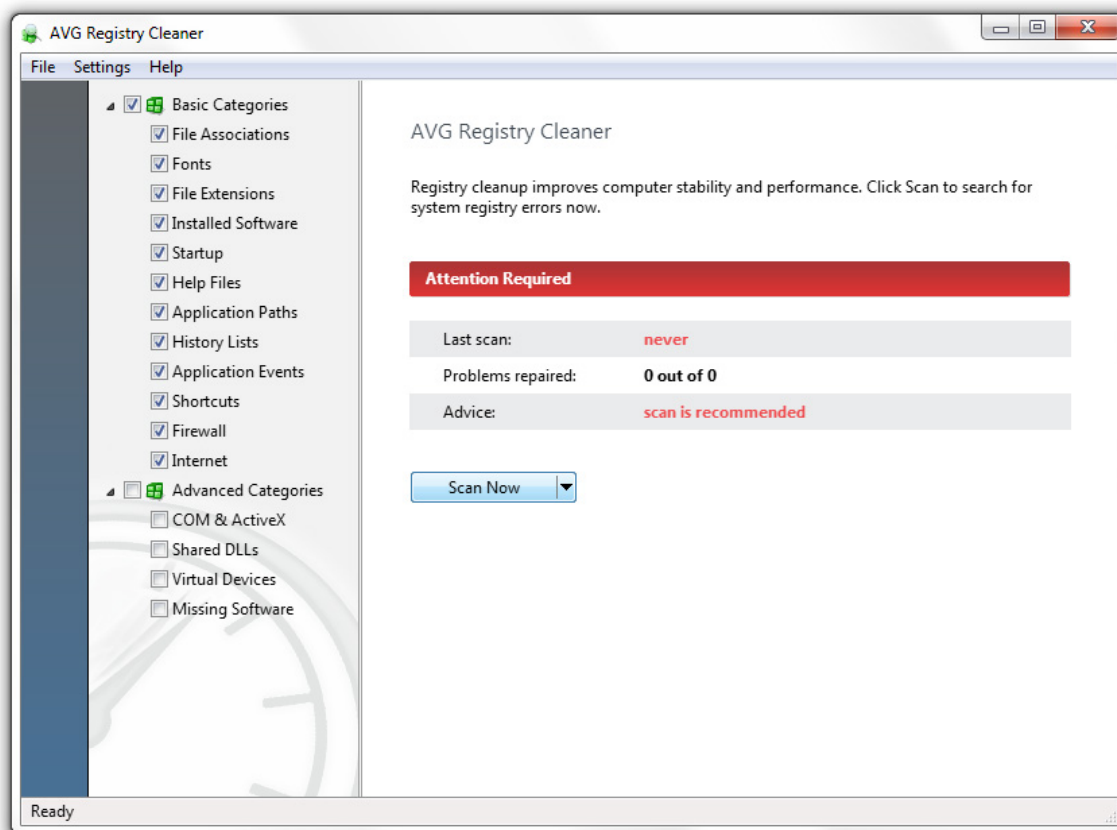 AVG Registry Cleaner
File Settings Help
Basic Categories
File Associations
Fonts
File Extensions
Installed Software
Startup
Help Files
Application Paths
History Lists
Application Events
Shortcuts
Firewall
Internet
Advanced Categories
COM & ActiveX
Shared DLLs
Virtual Devices
Missing Software
AVG Registry Cleaner
Registry cleanup improves computer stability and performance. Click Scan to search for
system registry errors now.
Attention Required
Last scan: never
Problems repaired: 0 out of 0
Advice: scan is recommended
Scan Now
Ready